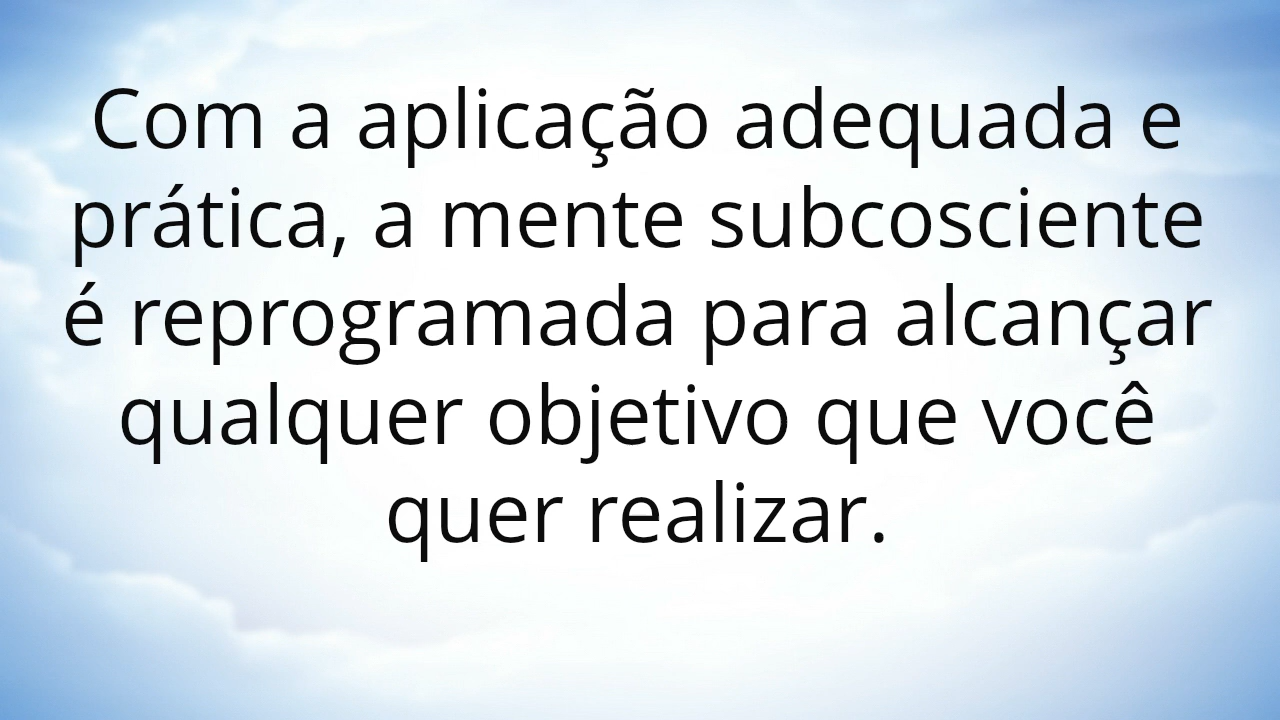 Com a aplicação adequada e
prática, a mente subcosciente
é reprogramada para alcançar
qualquer objetivo que você
quer realizar.